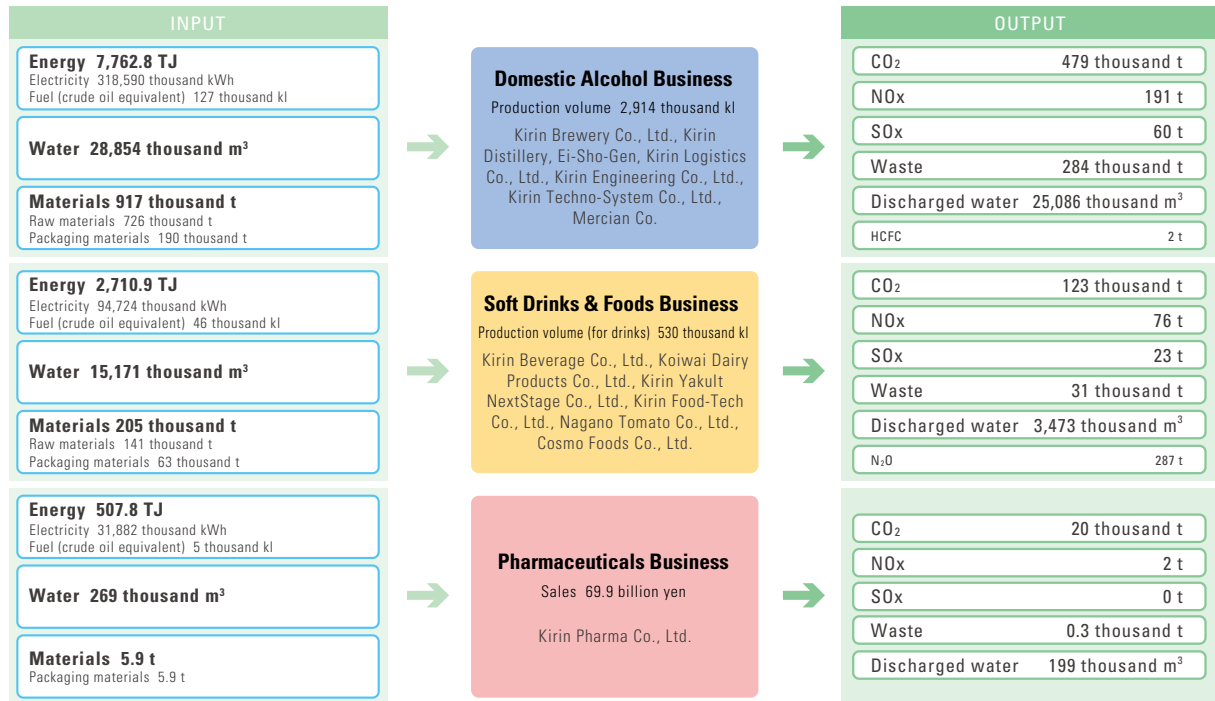 INPUT
OUTPUT
Energy 7,762.8 TJ
Electricity 318,590 thousand kWh
Fuel (crude oil equivalent) 127 thousand kl
Water 28,854 thousand m³
Materials 917 thousand t
Raw materials 726 thousand t
Packaging materials 190 thousand t
Domestic Alcohol Business
Production volume 2,914 thousand kl
Kirin Brewery Co., Ltd., Kirin
Distillery, Ei-Sho-Gen, Kirin Logistics
Co., Ltd., Kirin Engineering Co., Ltd.,
Kirin Techno-System Co., Ltd.,
Mercian Co.
CO₂ 479 thousand t
NOx 191 t
SOx 60 t
Waste 284 thousand t
Discharged water 25,086 thousand m³
HCFC 2 t
Energy 2,710.9 TJ
Electricity 94,724 thousand kWh
Fuel (crude oil equivalent) 46 thousand kl
Water 15,171 thousand m³
Materials 205 thousand t
Raw materials 141 thousand t
Packaging materials 63 thousand t
Soft Drinks & Foods Business
Production volume (for drinks) 530 thousand kl
Kirin Beverage Co., Ltd., Koiwai Dairy
Products Co., Ltd., Kirin Yakult
NextStage Co., Ltd., Kirin Food-Tech
Co., Ltd., Nagano Tomato Co., Ltd.,
Cosmo Foods Co., Ltd.
CO₂ 123 thousand t
NOx 76 t
SOx 23 t
Waste 31 thousand t
Discharged water 3,473 thousand m³
N₂O 287 t
Energy 507.8 TJ
Electricity 31,882 thousand kWh
Fuel (crude oil equivalent) 5 thousand kl
Water 269 thousand m³
Materials 5.9 t
Packaging materials 5.9 t
Pharmaceuticals Business
Sales 69.9 billion yen
Kirin Pharma Co., Ltd.
CO₂ 20 thousand t
NOx 2 t
SOx 0 t
Waste 0.3 thousand t
Discharged water 199 thousand m³